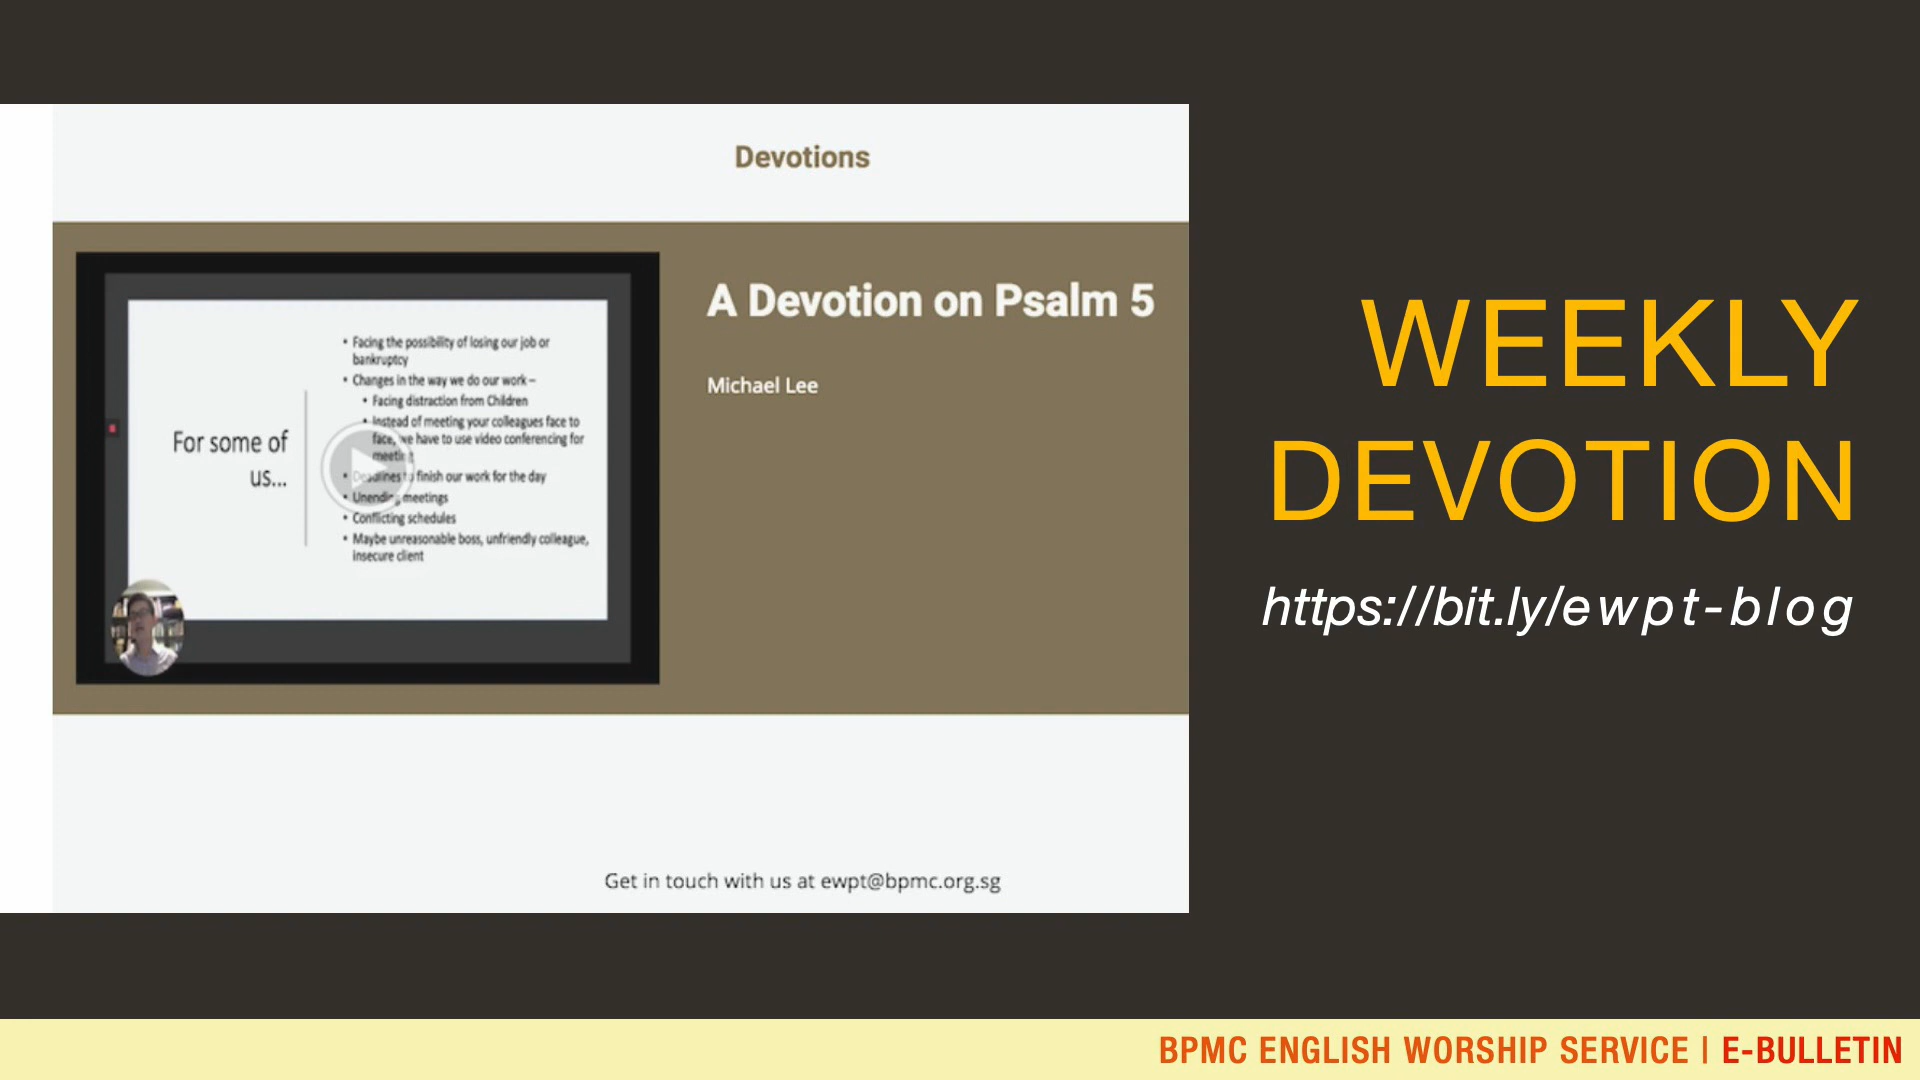 Devotions
For some of
us...
• Facing the possibility of losing our job or
bankruptcy
• Changes in the way we do our work –
• Facing distraction from Children
• Instead of meeting your colleagues face to
face, we have to use video conferencing for
meeting
• Deadlines to finish our work for the day
• Unending meetings
• Conflicting schedules
• Maybe unreasonable boss, unfriendly colleague,
insecure client
A Devotion on Psalm 5
Michael Lee
Get in touch with us at ewpt@bpmc.org.sg
WEEKLY
DEVOTION
https://bit.ly/ewpt-blog
BPMC ENGLISH WORSHIP SERVICE | E-BULLETIN